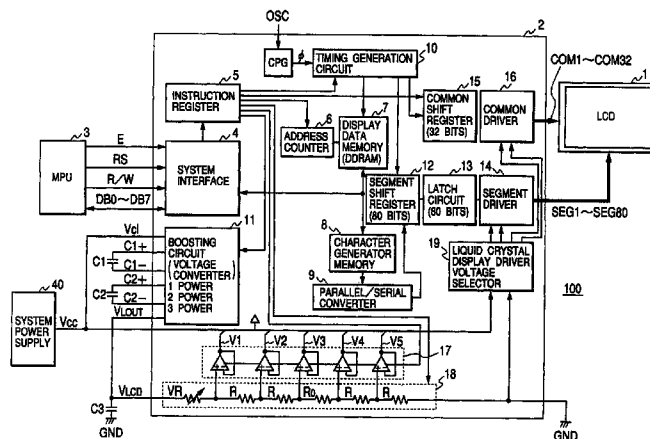 OSC
2
CPG
φ
TIMING GENERATION
CIRCUIT
10
COM1~COM32
5
INSTRUCTION
REGISTER
15
COMMON
SHIFT
REGISTER
(32 BITS)
16
COMMON
DRIVER
1
LCD
6
ADDRESS
COUNTER
7
DISPLAY
DATA
MEMORY
(DDRAM)
3
MPU
E
RS
R/W
DB0~DB7
4
SYSTEM
INTERFACE
12
SEGMENT
SHIFT
REGISTER
(80 BITS)
13
LATCH
CIRCUIT
(80 BITS)
14
SEGMENT
DRIVER
SEG1~SEG80
11
Vci
C1+
C1
C1-
C2+
C2
C2-
VLOUT
BOOSTING
CIRCUIT
(VOLTAGE
CONVERTER)
1 POWER
2 POWER
3 POWER
8
CHARACTER
GENERATOR
MEMORY
9
PARALLEL/SERIAL
CONVERTER
19
LIQUID CRYSTAL
DISPLAY DRIVER
VOLTAGE
SELECTOR
100
40
SYSTEM
POWER
SUPPLY
Vcc
V1
V2
V3
V4
V5
17
18
VLCD
VR
R
R
R0
R
R
C3
GND
GND